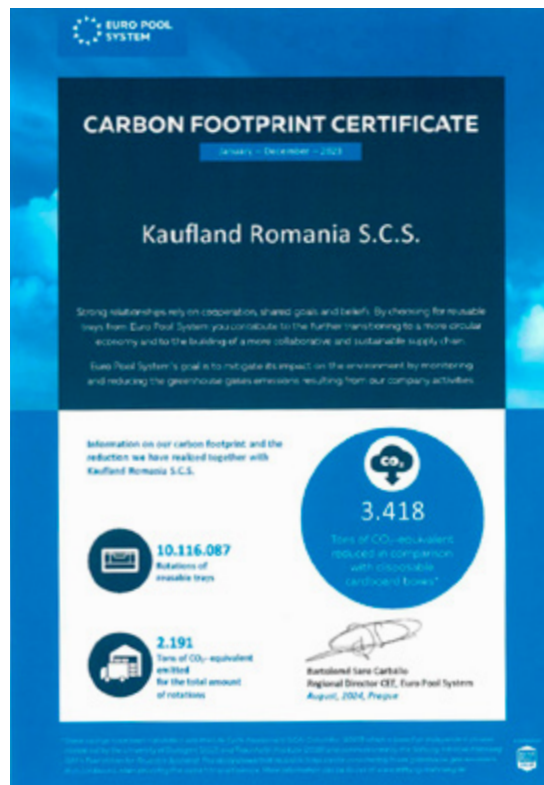 EURO POOL
SYSTEM
CARBON FOOTPRINT CERTIFICATE
January - December - 2023
Kaufland Romania S.C.S.
Strong relationships rely on cooperation, shared goals and beliefs. By choosing for reusable
trays from Euro Pool System you contribute to the further transitioning to a more circular
economy and to the building of a more collaborative and sustainable supply chain.
Euro Pool System's goal is to mitigate its impact on the environment by monitoring
and reducing the greenhouse gases emissions resulting from our company activities.
Information on our carbon footprint and the
reduction we have realized together with
Kaufland Romania S.C.S.
CO₂
3.418
Tons of CO₂-equivalent
reduced in comparison
with disposable
cardboard boxes*
10.116.087
Rotations of
reusable trays
2.191
Tons of CO₂-equivalent
emitted
for the total amount
of rotations
Regional Director CEE, Euro Pool System
August, 2024, Prague